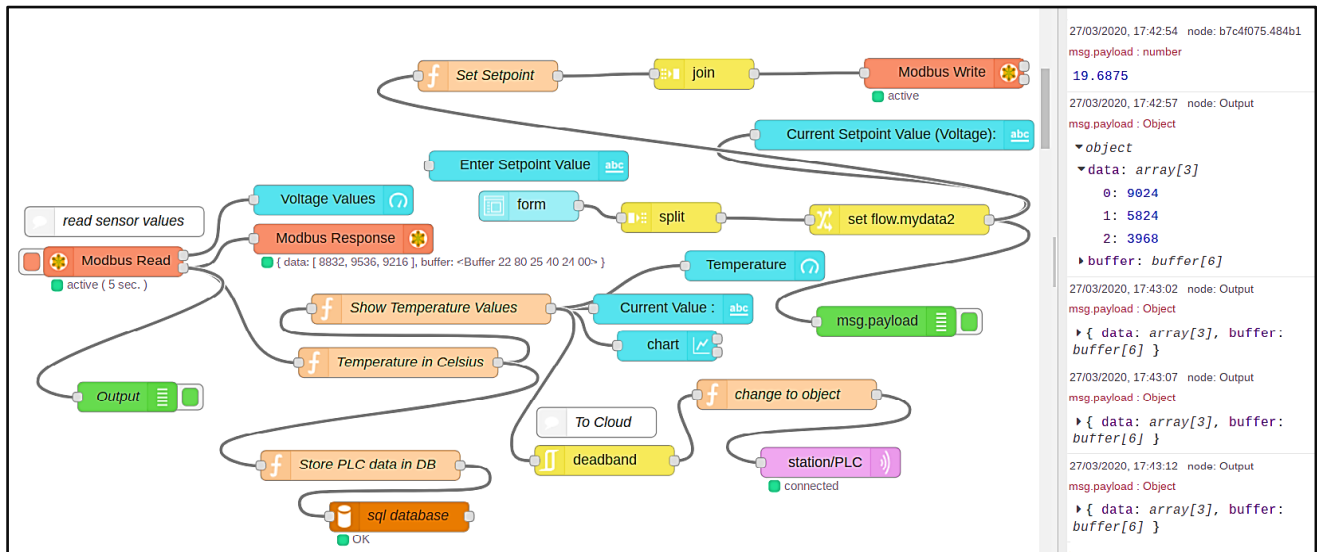 Set Setpoint
join
Modbus Write
active
Current Setpoint Value (Voltage):
abc
Enter Setpoint Value
abc
Voltage Values
form
split
set flow.mydata2
read sensor values
Modbus Response
{ data: [ 8832, 9536, 9216 ], buffer: <Buffer 22 80 25 40 24 00> }
Modbus Read
active ( 5 sec. )
Temperature
Show Temperature Values
Current Value :
abc
msg.payload
chart
Temperature in Celsius
Output
change to object
To Cloud
deadband
station/PLC
connected
Store PLC data in DB
sql database
OK
27/03/2020, 17:42:54 node: b7c4f075.484b1
msg.payload : number
19.6875
27/03/2020, 17:42:57 node: Output
msg.payload : Object
object
data: array[3]
0: 9024
1: 5824
2: 3968
buffer: buffer[6]
27/03/2020, 17:43:02 node: Output
msg.payload : Object
{ data: array[3], buffer:
buffer[6] }
27/03/2020, 17:43:07 node: Output
msg.payload : Object
{ data: array[3], buffer:
buffer[6] }
27/03/2020, 17:43:12 node: Output
msg.payload : Object
{ data: array[3], buffer:
buffer[6] }